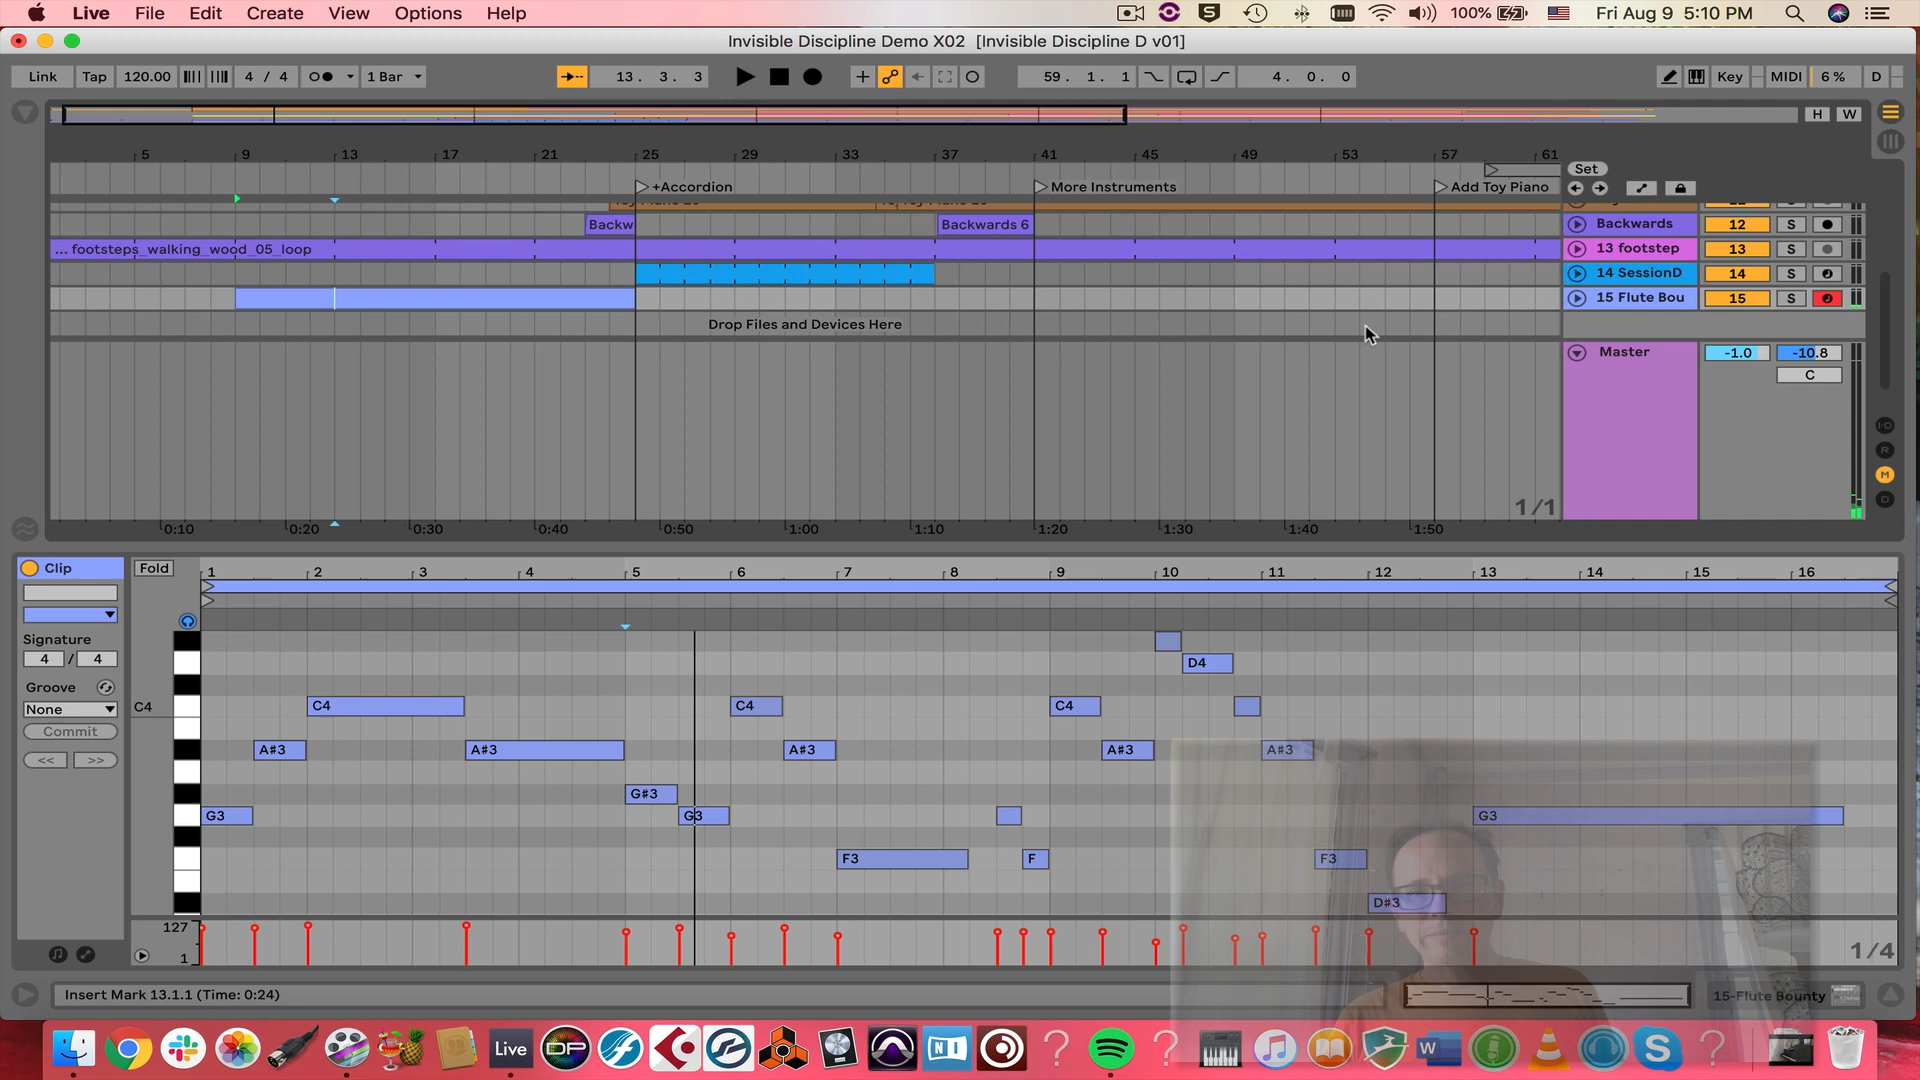 Live File Edit Create View Options Help 100% Fri Aug 9 5:10 PM
Invisible Discipline Demo X02 [Invisible Discipline D v01]
Link Tap 120.00 4 / 4 1 Bar 13. 3. 3 59. 1. 1 4. 0. 0 Key MIDI 6 % D
H W
5 9 13 17 21 25 29 33 37 41 45 49 53 57 61
Set
+Accordion More Instruments Add Toy Piano
Backw Backwards 6 Backwards 12 S
... footsteps_walking_wood_05_loop 13 footstep 13 S
14 SessionD 14 S
15 Flute Bou 15 S
Drop Files and Devices Here
Master -1.0 -10.8
C
1/1
0:10 0:20 0:30 0:40 0:50 1:00 1:10 1:20 1:30 1:40 1:50
Clip Fold 1 2 3 4 5 6 7 8 9 10 11 12 13 14 15 16
Signature
4 / 4
Groove
None
Commit
<< >>
D4
C4 C4 C4 C4
A#3 A#3 A#3 A#3 A#3
G#3
G3 G3 G3
F3 F F3
D#3
127
1
1/4
Insert Mark 13.1.1 (Time: 0:24) 15-Flute Bounty
Live DP NI W